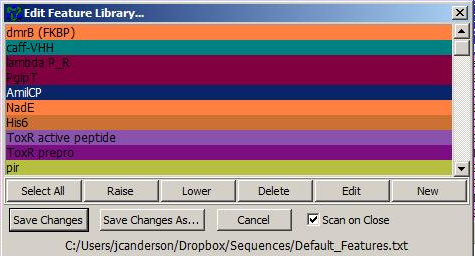 Edit Feature Library...
dmrB (FKBP)
caff-VHH
lambda P_R
PglpT
AmilCP
NadE
His6
ToxR active peptide
ToxR prepro
pir
Select All Raise Lower Delete Edit New
Save Changes Save Changes As... Cancel Scan on Close
C:/Users/jcanderson/Dropbox/Sequences/Default_Features.txt